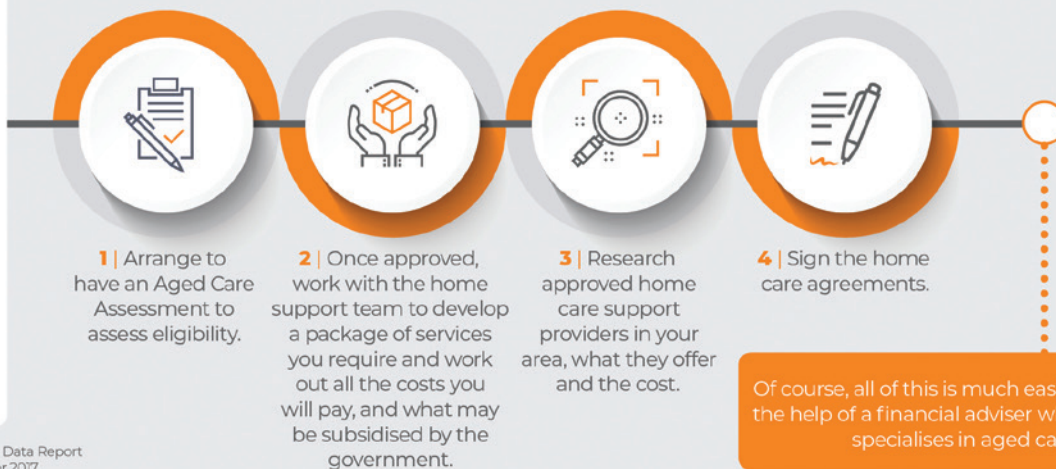 1 | Arrange to
have an Aged Care
Assessment to
assess eligibility.
2 | Once approved,
work with the home
support team to develop
a package of services
you require and work
out all the costs you
will pay, and what may
be subsidised by the
government.
3 | Research
approved home
care support
providers in your
area, what they offer
and the cost.
4 | Sign the home
care agreements.
Of course, all of this is much
the help of a financial adviser
specialises in aged
Data Report
2017